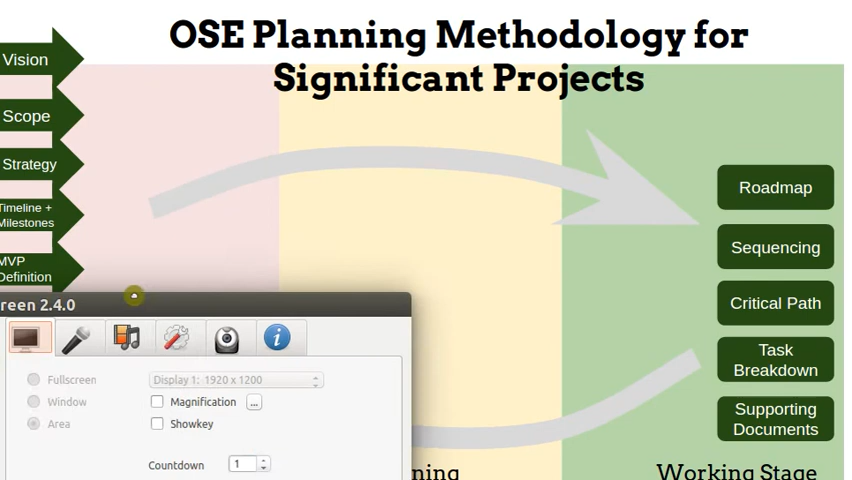 OSE Planning Methodology for
Significant Projects
Vision
Scope
Strategy
Timeline +
Milestones
MVP
Definition
Roadmap
Sequencing
Critical Path
Task
Breakdown
Supporting
Documents
reen 2.4.0
Fullscreen
Display 1: 1920 x 1200
Window
Magnification
...
Area
Showkey
Countdown
1
ning
Working Stage